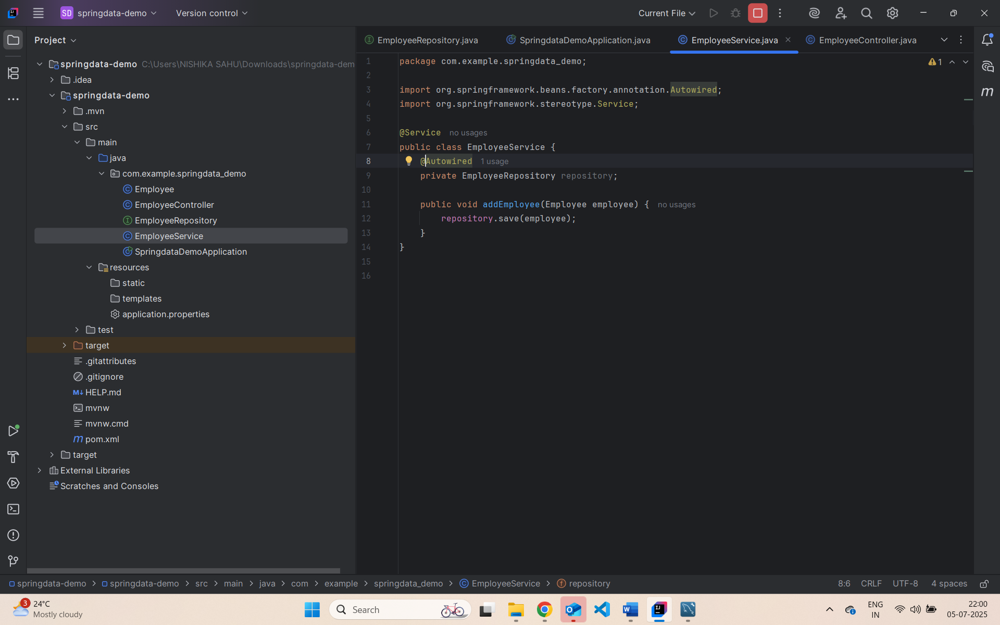 SD springdata-demo Version control Current File
Project
EmployeeRepository.java SpringdataDemoApplication.java EmployeeService.java EmployeeController.java
springdata-demo C:\Users\NISHIKA SAHU\Downloads\springdata-dem
.idea
springdata-demo
.mvn
src
main
java
com.example.springdata_demo
Employee
EmployeeController
EmployeeRepository
EmployeeService
SpringdataDemoApplication
resources
static
templates
application.properties
test
target
.gitattributes
.gitignore
HELP.md
mvnw
mvnw.cmd
pom.xml
target
External Libraries
Scratches and Consoles
1 package com.example.springdata_demo; 1
2
3 import org.springframework.beans.factory.annotation.Autowired;
4 import org.springframework.stereotype.Service;
5
6 @Service no usages
7 public class EmployeeService {
8 @Autowired 1 usage
9 private EmployeeRepository repository;
10
11 public void addEmployee(Employee employee) { no usages
12 repository.save(employee);
13 }
14 }
15
16
springdata-demo > springdata-demo > src > main > java > com > example > springdata_demo > EmployeeService > repository 8:6 CRLF UTF-8 4 spaces
3 24°C
Mostly cloudy
Search
ENG
IN
22:00
05-07-2025